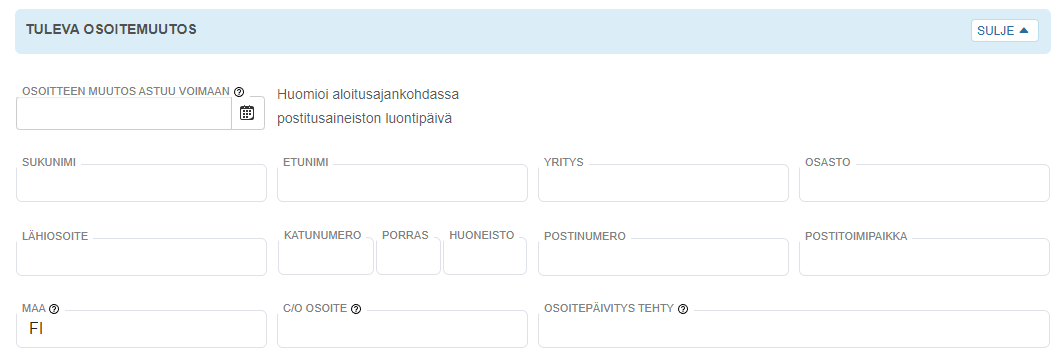 TULEVA OSOITEMUUTOS
SULJE
OSOITTEEN MUUTOS ASTUU VOIMAAN
Huomioi aloitusajankohdassa
postitusaineiston luontipäivä
SUKUNIMI ETUNIMI YRITYS OSASTO
LÄHIOSOITE KATUNUMERO PORRAS HUONEISTO POSTINUMERO POSTITOIMIPAIKKA
MAA C/O OSOITE OSOITEPÄIVITYS TEHTY
FI